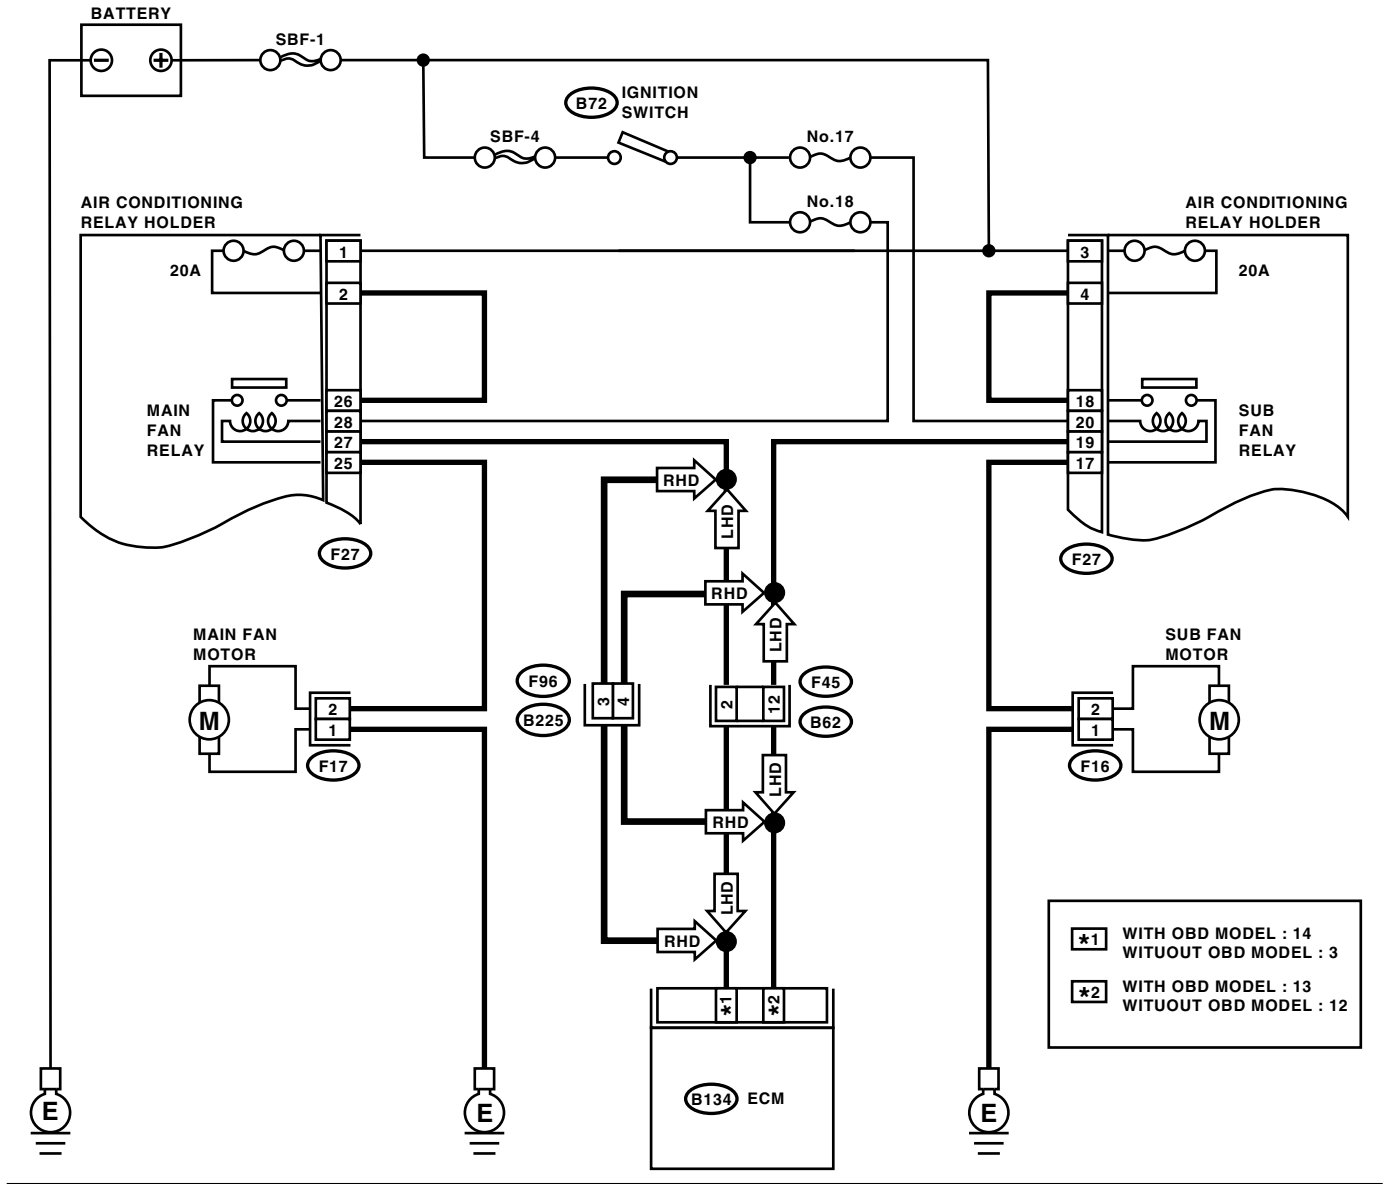 BATTERY
SBF-1
B72
IGNITION
SWITCH
SBF-4
No.17
No.18
AIR CONDITIONING
RELAY HOLDER
AIR CONDITIONING
RELAY HOLDER
20A
1
2
3
4
20A
MAIN
FAN
RELAY
26
28
27
25
18
20
19
17
SUB
FAN
RELAY
RHD
LHD
F27
F27
RHD
LHD
MAIN FAN
MOTOR
SUB FAN
MOTOR
M
2
1
F17
F96
B225
3
4
2
12
F45
B62
2
1
F16
M
LHD
RHD
LHD
RHD
*1
*2
B134 ECM
*1 WITH OBD MODEL : 14
WITUOUT OBD MODEL : 3
*2 WITH OBD MODEL : 13
WITUOUT OBD MODEL : 12
E
E
E